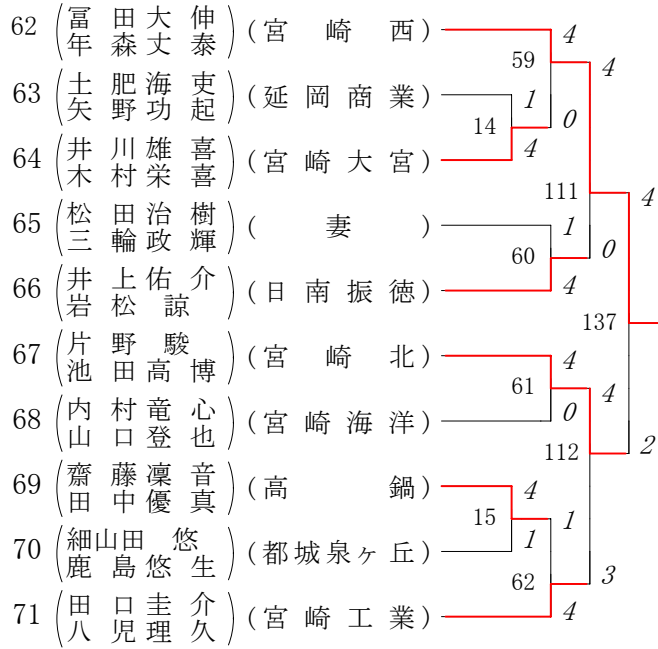 62 冨田大伸 年森丈泰 (宮崎西) 4
59 4
63 土肥海吏 矢野功起 (延岡商業) 1
14 0
64 井川雄喜 木村栄喜 (宮崎大宮) 4
111 4
65 松田治樹 三輪政輝 (妻) 1
60 0
66 井上佑介 岩松諒 (日南振徳) 4
137
67 片野駿 池田高博 (宮崎北) 4
61 4
68 内村竜心 山口登也 (宮崎海洋) 0
112 2
69 齋藤凜音 田中優真 (高鍋) 4
15 1
70 細山田悠 鹿島悠生 (都城泉ヶ丘) 1
62 3
71 田口圭介 八児理久 (宮崎工業) 4